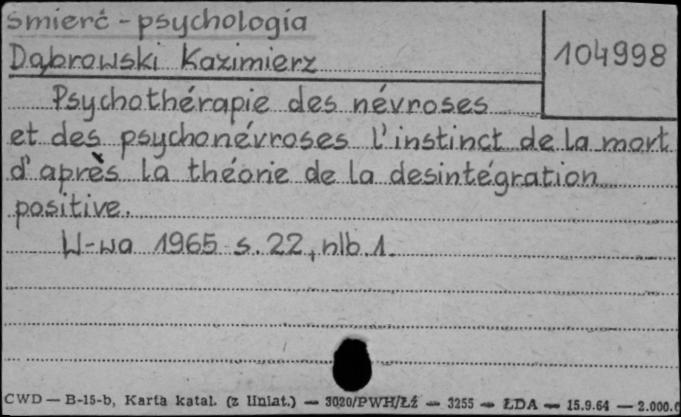 śmierć - psychologia
Dąbrowski Kazimierz
104998
Psychothérapie des névroses
et des psychonévroses l'instinct de la mort
d'après la théorie de la desintégration
positive.
W-wa 1965 s. 22, nlb. 1.
CWD — B-15-b, Karta katal. (z liniat.) — 3020/PWH/Łź — 3255 — ŁDA — 15.9.64 — 2.000.0